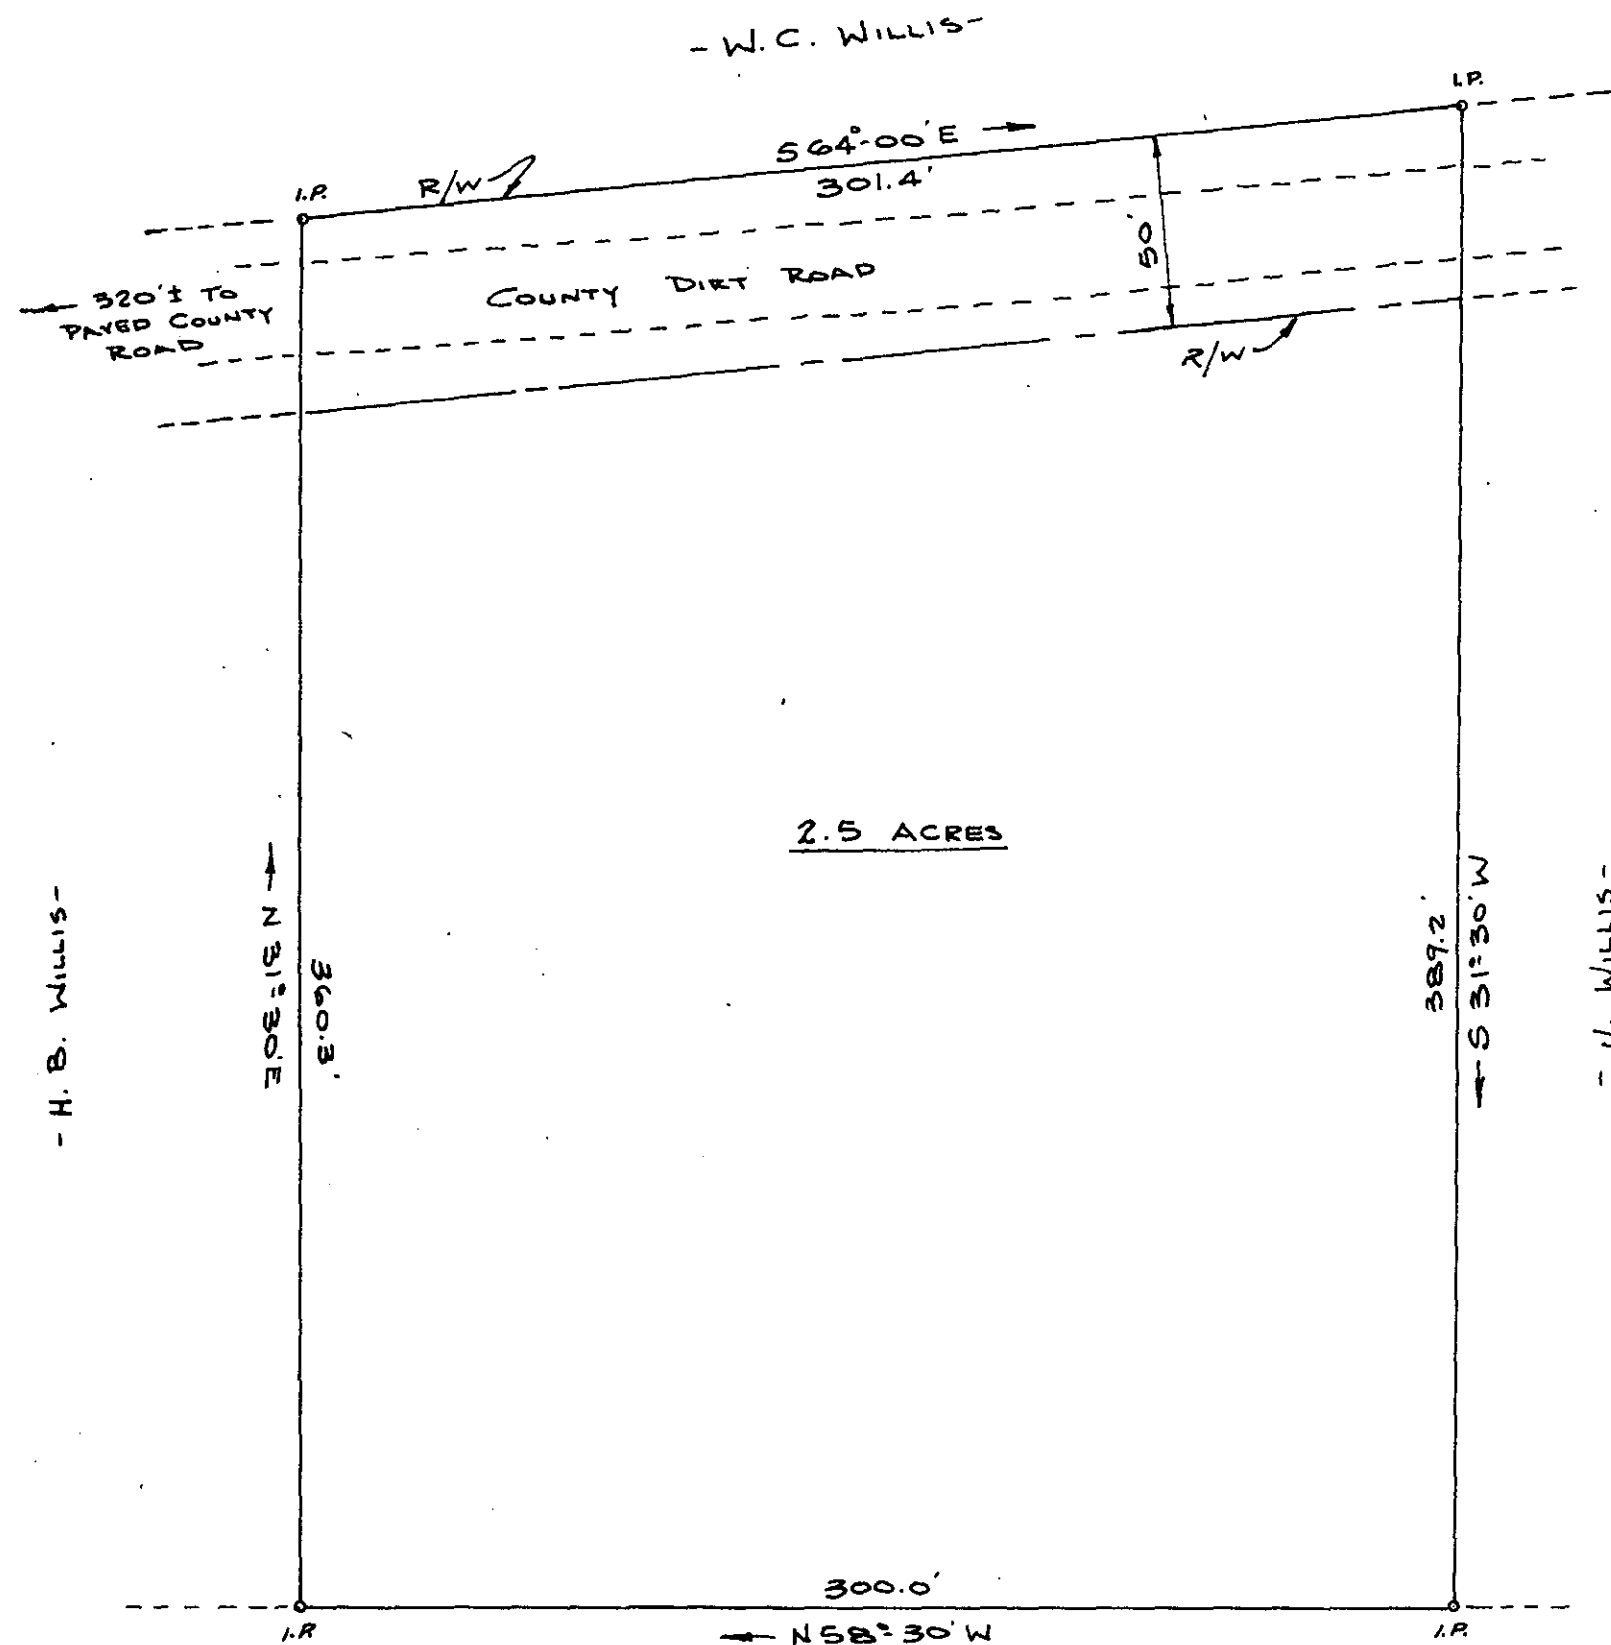 - W.C. WILLIS -
I.P.
S 64°-00' E
301.4'
R/W
I.P.
50'
COUNTY DIRT ROAD
320'± TO
PAVED COUNTY
ROAD
R/W
2.5 ACRES
- H. B. WILLIS -
N 31°-30' E
360.3'
389.2'
S 31°-30' W
WILLIS -
300.0'
N 58°-30' W
I.P.
I.P.